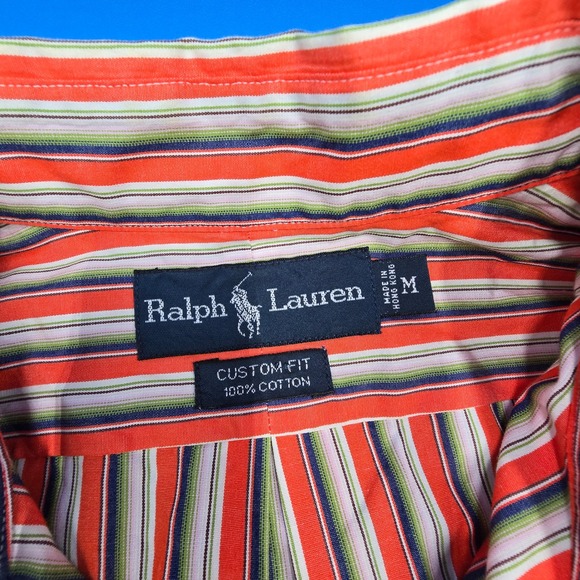 Ralph Lauren
MADE IN
HONG KONG
M
CUSTOM FIT
100% COTTON